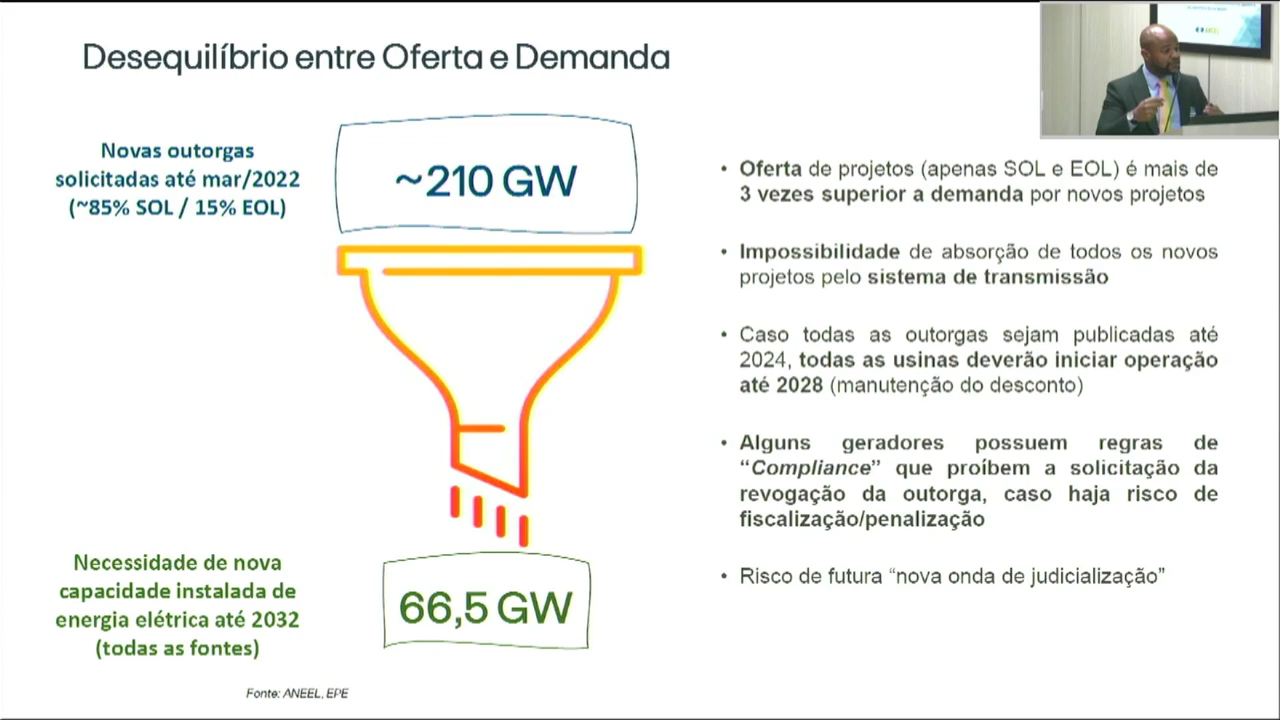 Desequilíbrio entre Oferta e Demanda
Novas outorgas
solicitadas até mar/2022
(~85% SOL / 15% EOL)
~210 GW
Necessidade de nova
capacidade instalada de
energia elétrica até 2032
(todas as fontes)
66,5 GW
Fonte: ANEEL, EPE
• Oferta de projetos (apenas SOL e EOL) é mais de
3 vezes superior a demanda por novos projetos
• Impossibilidade de absorção de todos os novos
projetos pelo sistema de transmissão
• Caso todas as outorgas sejam publicadas até
2024, todas as usinas deverão iniciar operação
até 2028 (manutenção do desconto)
• Alguns geradores possuem regras de
“Compliance” que proíbem a solicitação da
revogação da outorga, caso haja risco de
fiscalização/penalização
• Risco de futura “nova onda de judicialização”